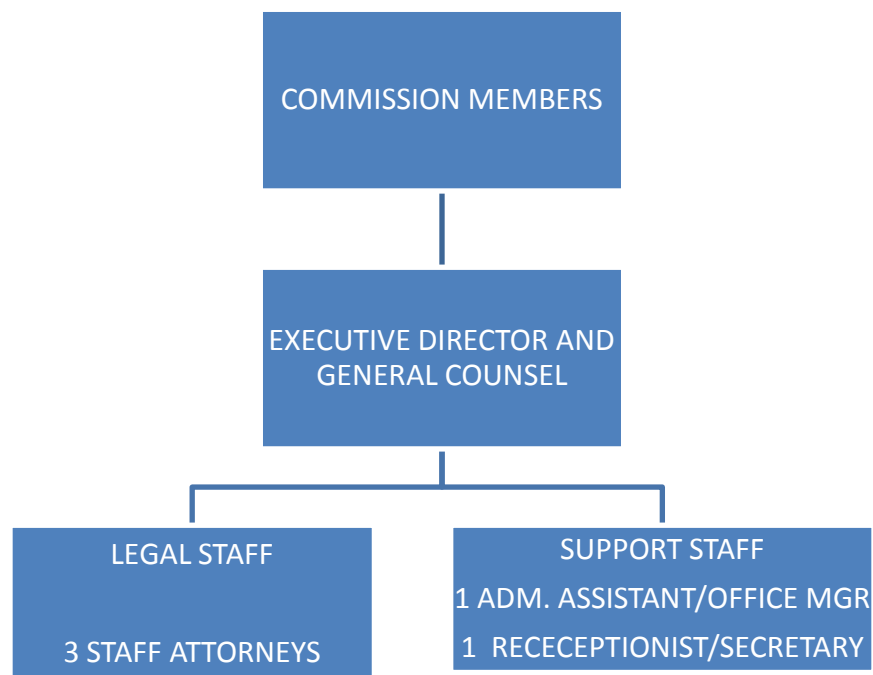 COMMISSION MEMBERS
EXECUTIVE DIRECTOR AND
GENERAL COUNSEL
LEGAL STAFF
3 STAFF ATTORNEYS
SUPPORT STAFF
1 ADM. ASSISTANT/OFFICE MGR
1 RECECEPTIONIST/SECRETARY